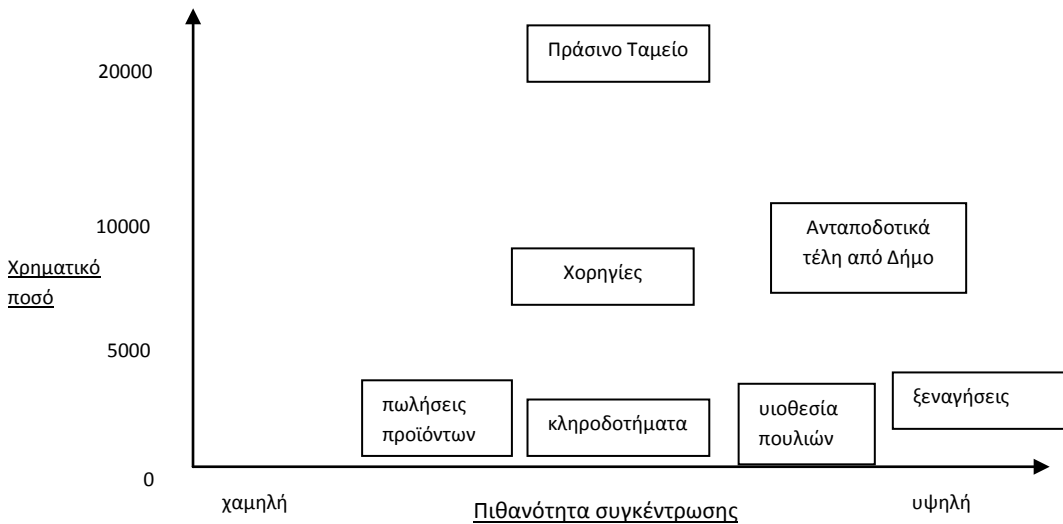 Πράσινο Ταμείο
20000
10000
Ανταποδοτικά
τέλη από Δήμο
Χρηματικό
ποσό
Χορηγίες
5000
πωλήσεις
προϊόντων
κληροδοτήματα
υιοθεσία
πουλιών
ξεναγήσεις
0
χαμηλή
Πιθανότητα συγκέντρωσης
υψηλή